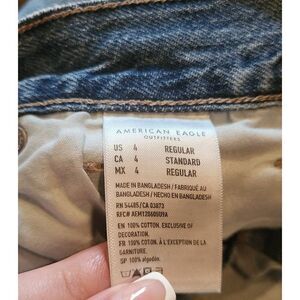 AMERICAN EAGLE
OUTFITTERS
US 4 REGULAR
CA 4 STANDARD
MX 4 REGULAR
MADE IN BANGLADESH / FABRIQUÉ AU
BANGLADESH / HECHO EN BANGLADESH
RN 54485/CA 03873
EN 100% COTTON. EXCLUSIVE OF
DECORATION.
FR 100% COTON. À L'EXCEPTION DE LA
GARNITURE.
SP 100% algodón.